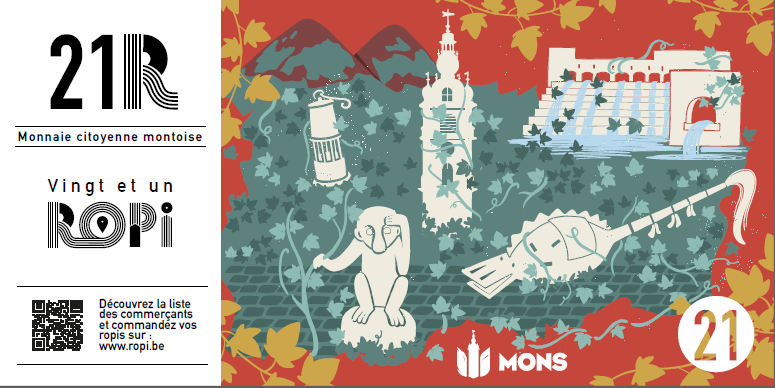 21R
Monnaie citoyenne montoise
Vingt et un
ROPi
Découvrez la liste
des commerçants
et commandez vos
ropis sur :
www.ropi.be
MONS
21